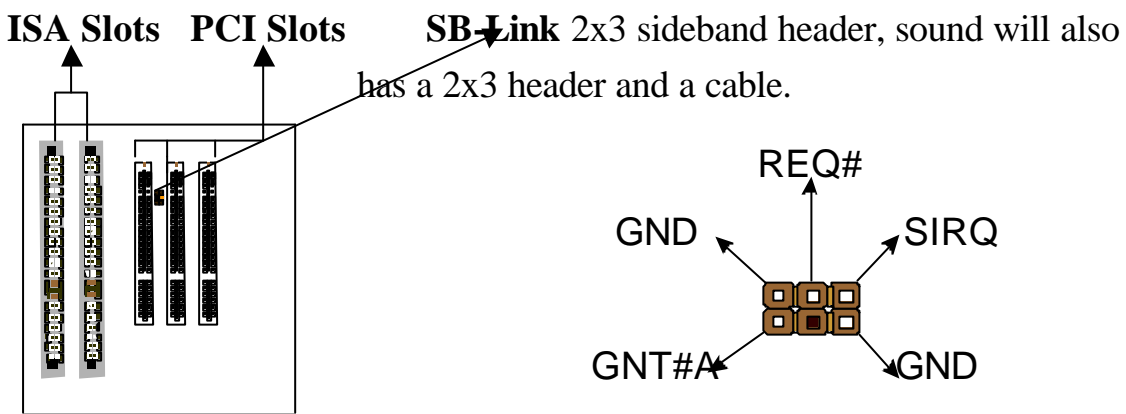 ISA Slots PCI Slots SB-Link 2x3 sideband header, sound will also
has a 2x3 header and a cable.
REQ#
GND SIRQ
GNT#A GND